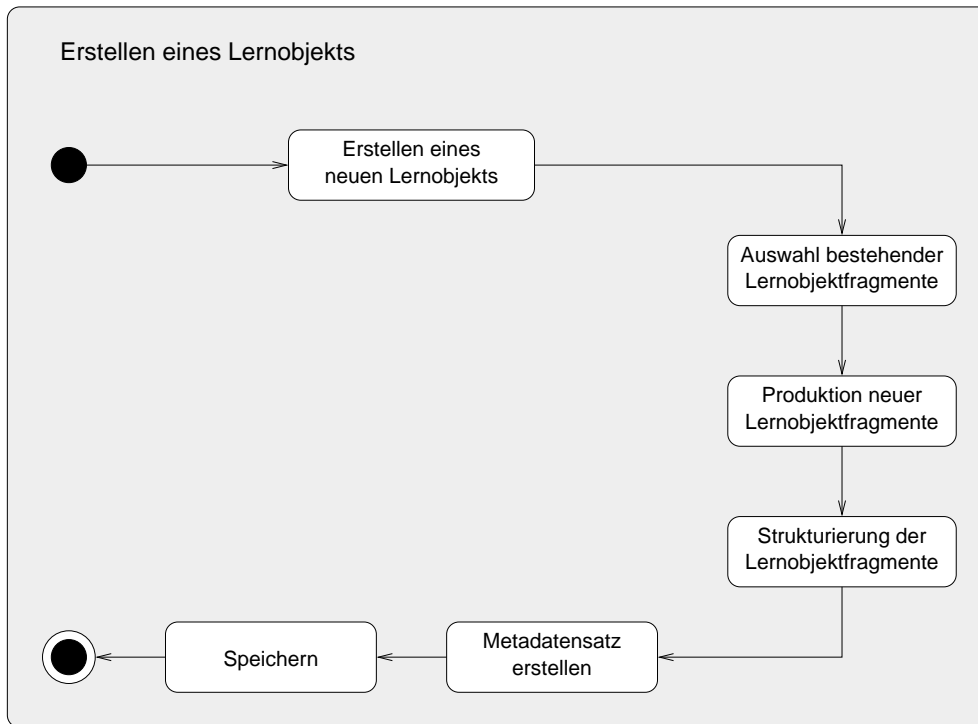 Erstellen eines Lernobjekts
Erstellen eines
neuen Lernobjekts
Auswahl bestehender
Lernobjektfragmente
Produktion neuer
Lernobjektfragmente
Strukturierung der
Lernobjektfragmente
Metadatensatz
erstellen
Speichern